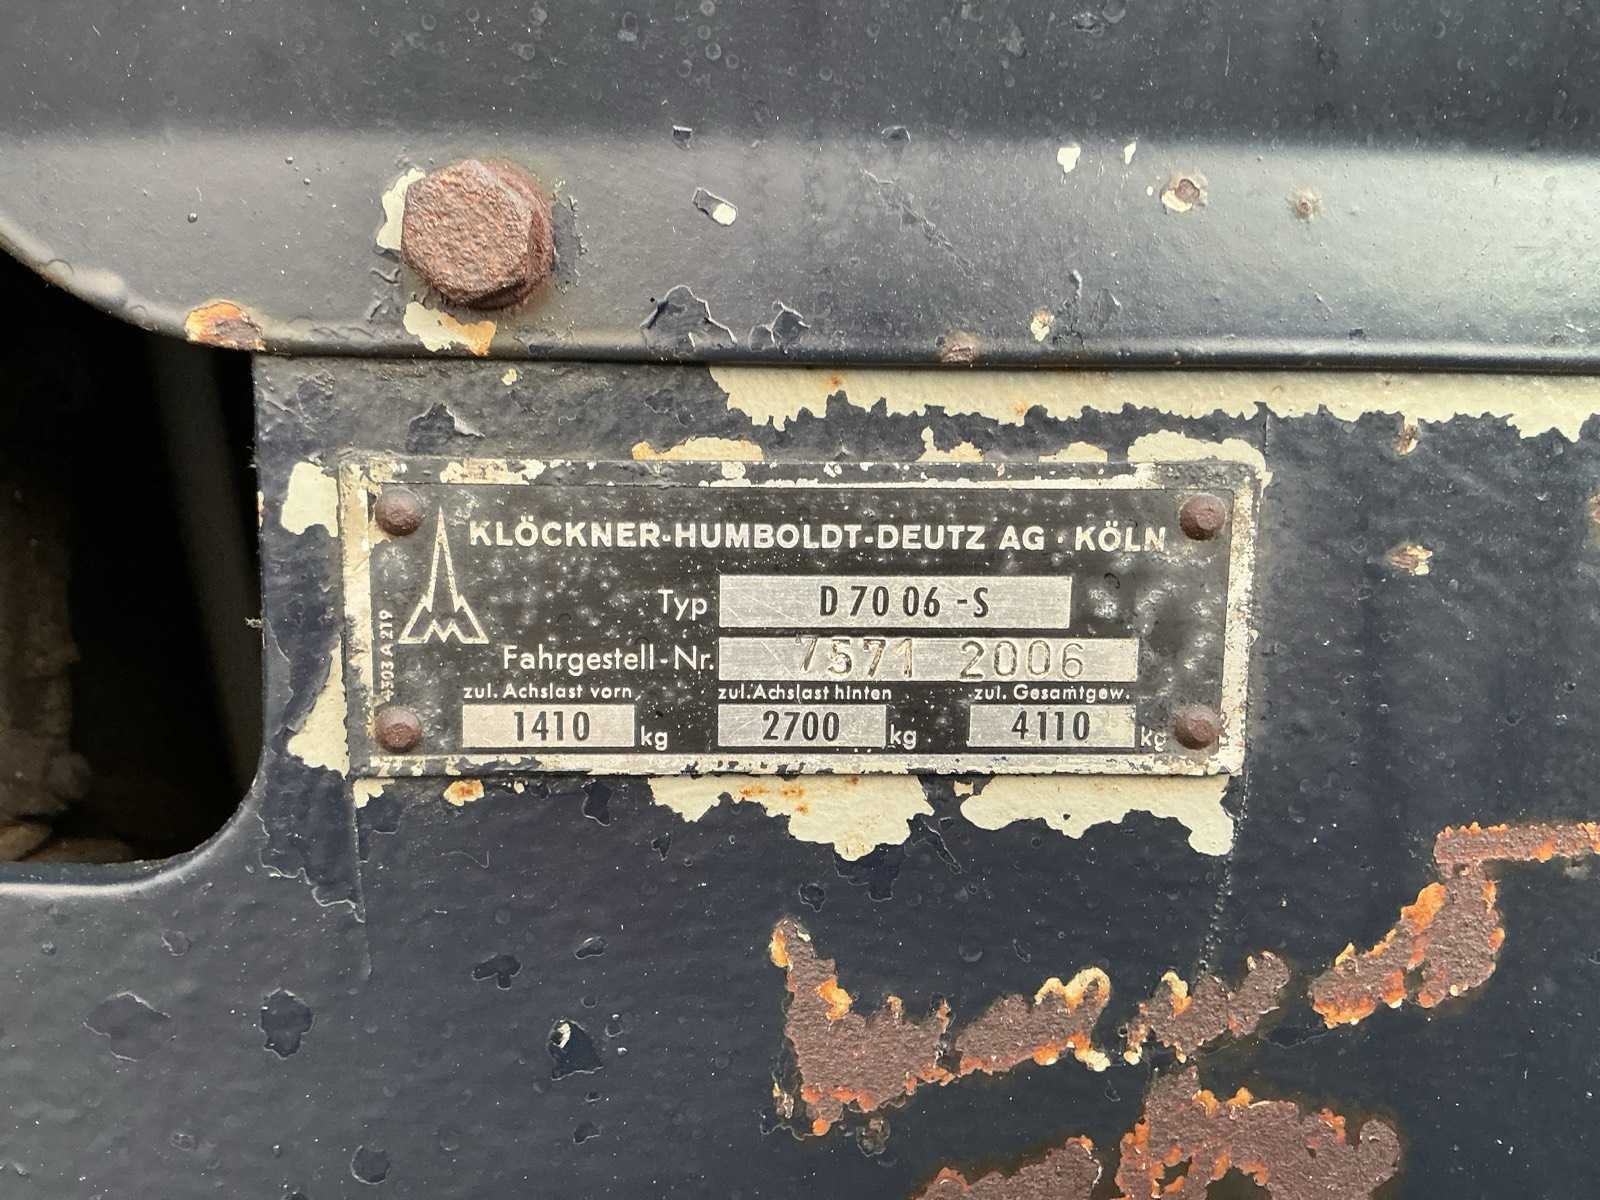 KLÖCKNER-HUMBOLDT-DEUTZ AG · KÖLN
Typ D 70 06 -S
Fahrgestell-Nr. 7571 2006
zul. Achslast vorn zul. Achslast hinten zul. Gesamtgew.
1410 kg 2700 kg 4110 kg
4303 A 219